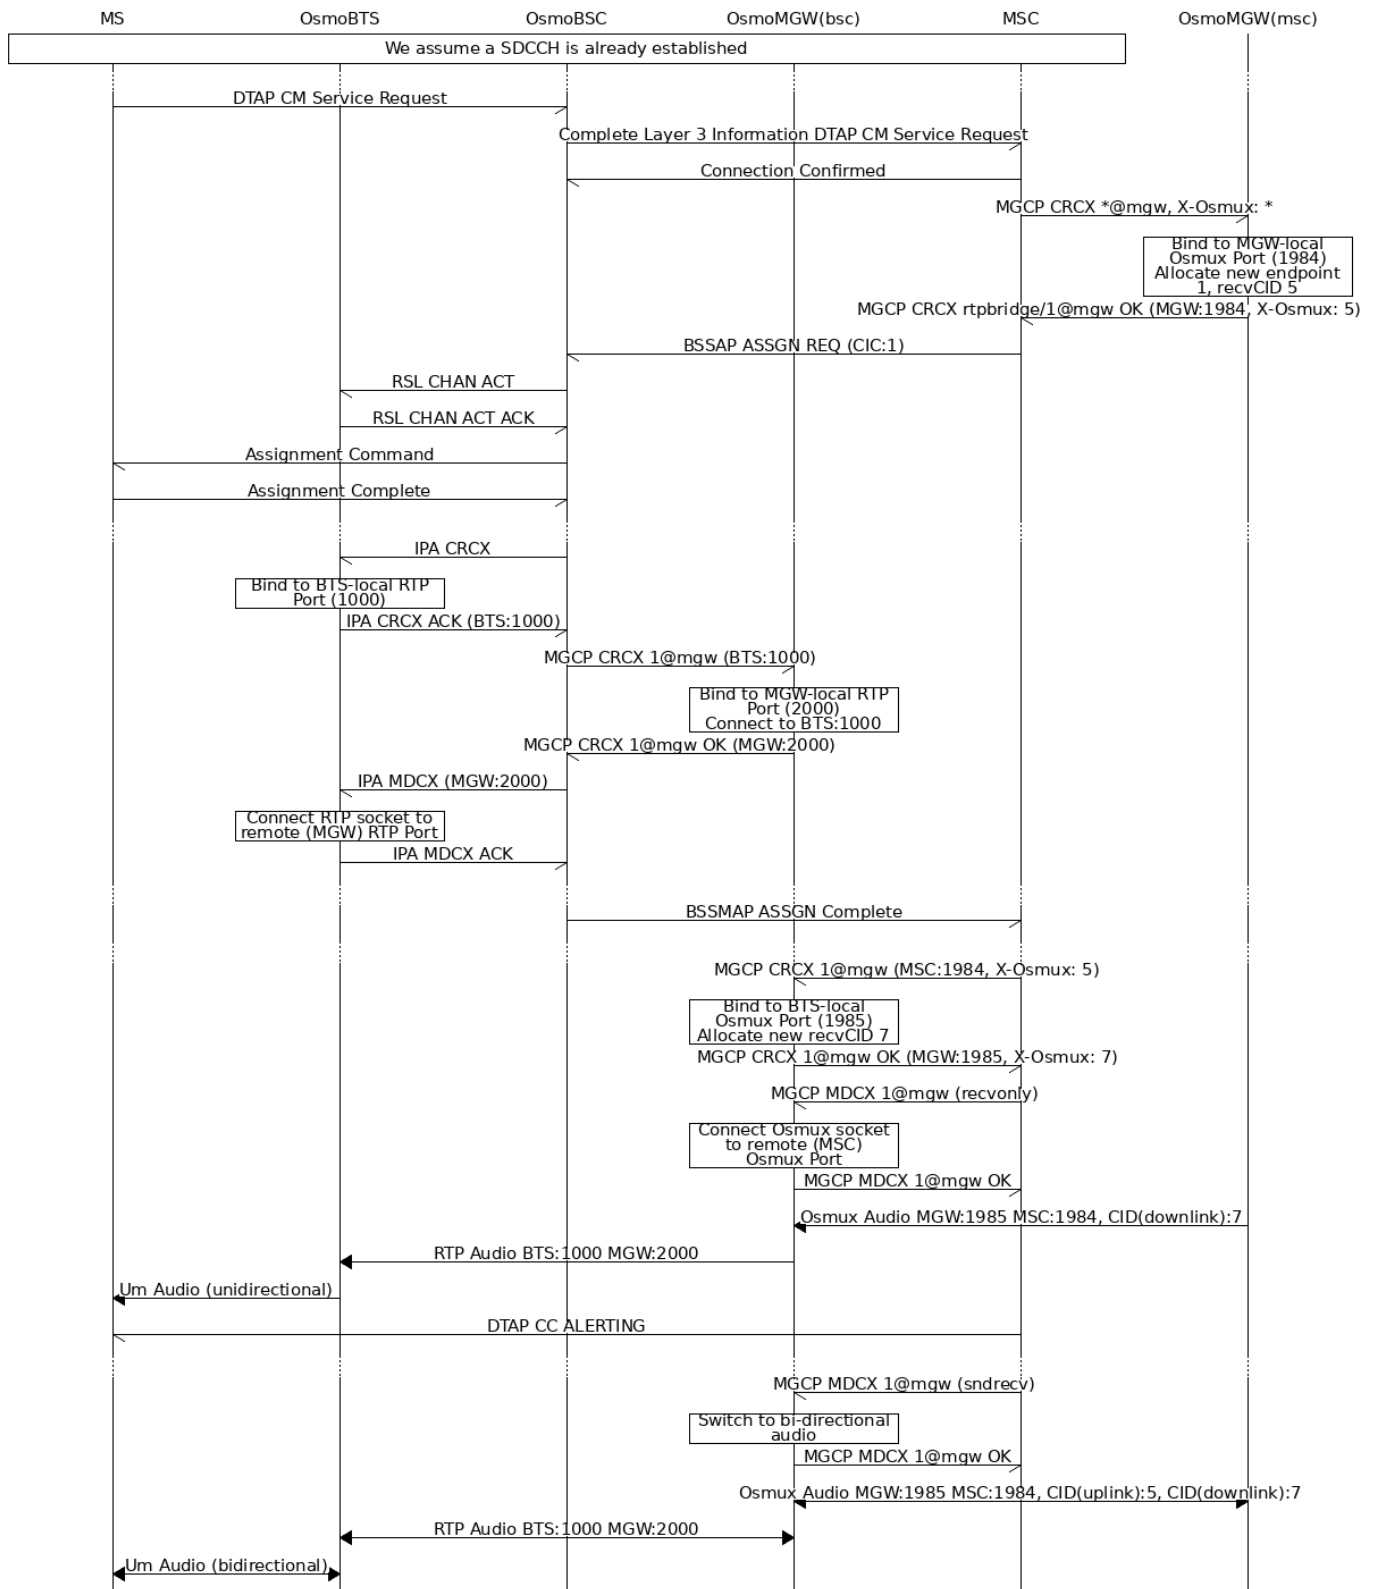 MS OsmoBTS OsmoBSC OsmoMGW(bsc) MSC OsmoMGW(msc)
We assume a SDCCH is already established
DTAP CM Service Request
Complete Layer 3 Information DTAP CM Service Request
Connection Confirmed
MGCP CRCX *@mgw, X-Osmux: *
Bind to MGW-local
Osmux Port (1984)
Allocate new endpoint
1, recvCID 5
MGCP CRCX rtpbridge/1@mgw OK (MGW:1984, X-Osmux: 5)
BSSAP ASSGN REQ (CIC:1)
RSL CHAN ACT
RSL CHAN ACT ACK
Assignment Command
Assignment Complete
IPA CRCX
Bind to BTS-local RTP
Port (1000)
IPA CRCX ACK (BTS:1000)
MGCP CRCX 1@mgw (BTS:1000)
Bind to MGW-local RTP
Port (2000)
Connect to BTS:1000
MGCP CRCX 1@mgw OK (MGW:2000)
IPA MDCX (MGW:2000)
Connect RTP socket to
remote (MGW) RTP Port
IPA MDCX ACK
BSSMAP ASSGN Complete
MGCP CRCX 1@mgw (MSC:1984, X-Osmux: 5)
Bind to BTS-local
Osmux Port (1985)
Allocate new recvCID 7
MGCP CRCX 1@mgw OK (MGW:1985, X-Osmux: 7)
MGCP MDCX 1@mgw (recvonly)
Connect Osmux socket
to remote (MSC)
Osmux Port
MGCP MDCX 1@mgw OK
Osmux Audio MGW:1985 MSC:1984, CID(downlink):7
RTP Audio BTS:1000 MGW:2000
Um Audio (unidirectional)
DTAP CC ALERTING
MGCP MDCX 1@mgw (sndrecv)
Switch to bi-directional
audio
MGCP MDCX 1@mgw OK
Osmux Audio MGW:1985 MSC:1984, CID(uplink):5, CID(downlink):7
RTP Audio BTS:1000 MGW:2000
Um Audio (bidirectional)